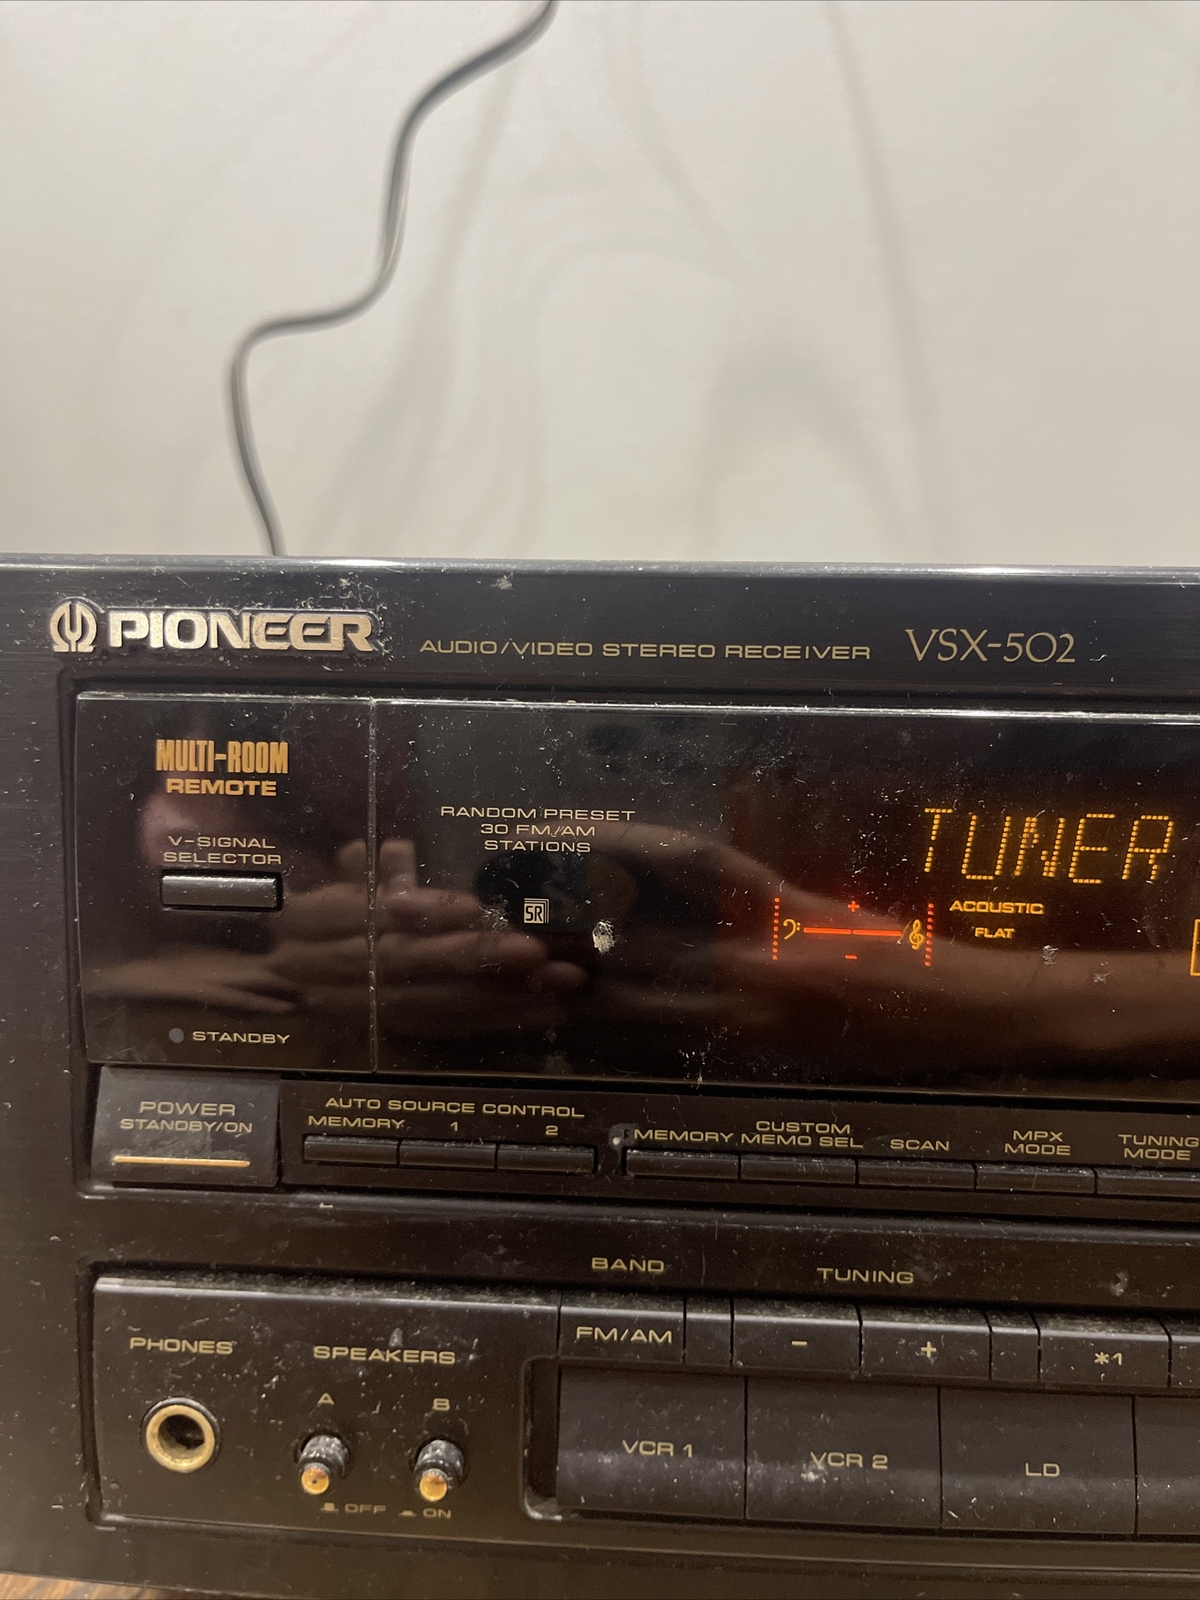 PIONEER AUDIO/VIDEO STEREO RECEIVER VSX-502
MULTI-ROOM
REMOTE
V-SIGNAL
SELECTOR
STANDBY
RANDOM PRESET
30 FM/AM
STATIONS
SR
TUNER
+
ACOUSTIC
FLAT
-
POWER
STANDBY/ON
AUTO SOURCE CONTROL
MEMORY 1 2
MEMORY
CUSTOM
MEMO SEL
SCAN
MPX
MODE
TUNING
MODE
BAND
TUNING
FM/AM - + *1
PHONES
SPEAKERS
A B
OFF ON
VCR 1 VCR 2 LD